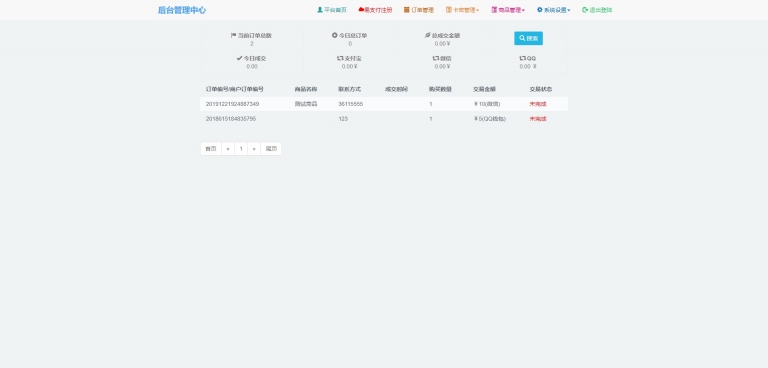 后台管理中心 平台首页 易支付注册 订单管理 卡密管理 商品管理 系统设置 退出登陆
当前订单总数 今日总订单 总成交金额 搜索
2 0 0.00¥
今日成交 支付宝 微信 QQ
0.00 0.00¥ 0.00¥ 0.00 ¥
订单编号/商户订单编号 商品名称 联系方式 成交时间 购买数量 交易金额 交易状态
20191221924887349 测试商品 36115555 1 ¥10(微信) 未完成
2018615184835795 123 1 ¥5(QQ钱包) 未完成
首页 « 1 » 尾页